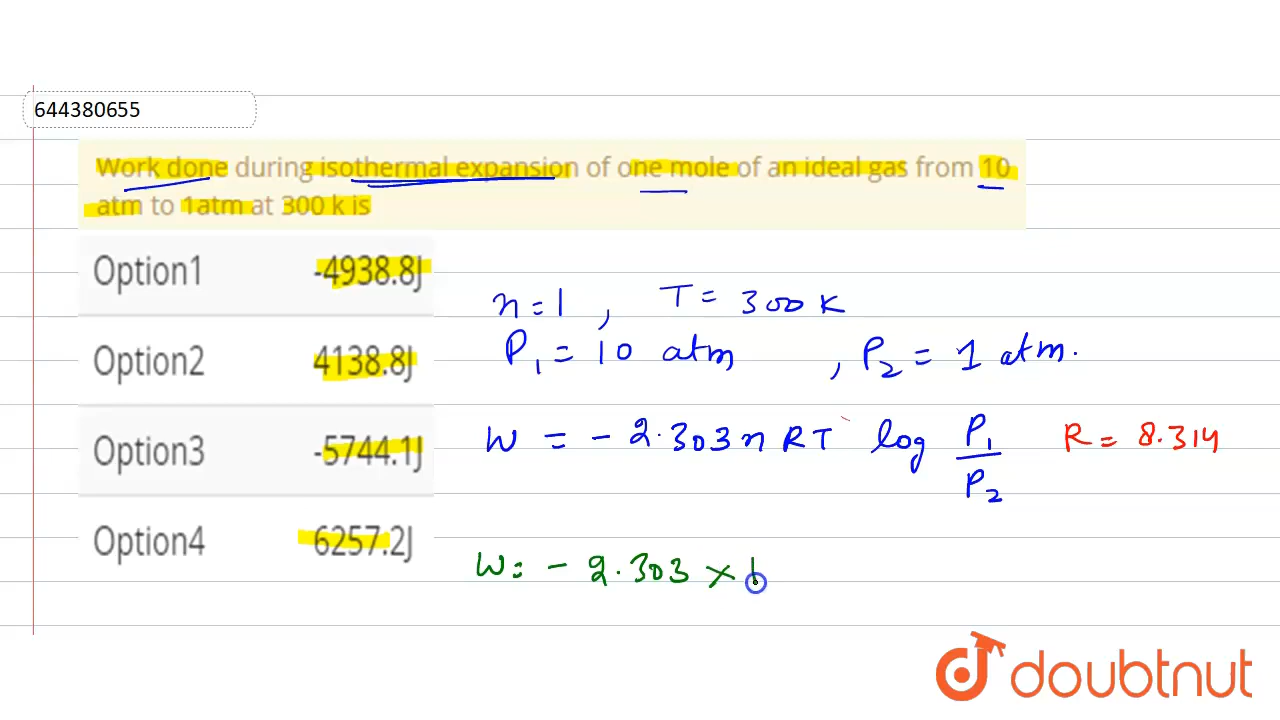 644380655
Work done during isothermal expansion of one mole of an ideal gas from 10
atm to 1atm at 300 k is
Option1 -4938.8J
Option2 4138.8J
Option3 -5744.1J
Option4 6257.2J
n = 1 , T = 300 K
P1 = 10 atm , P2 = 1 atm.
W = - 2.303 n R T log P1/P2 R = 8.314
W = - 2.303 × 1
doubtnut